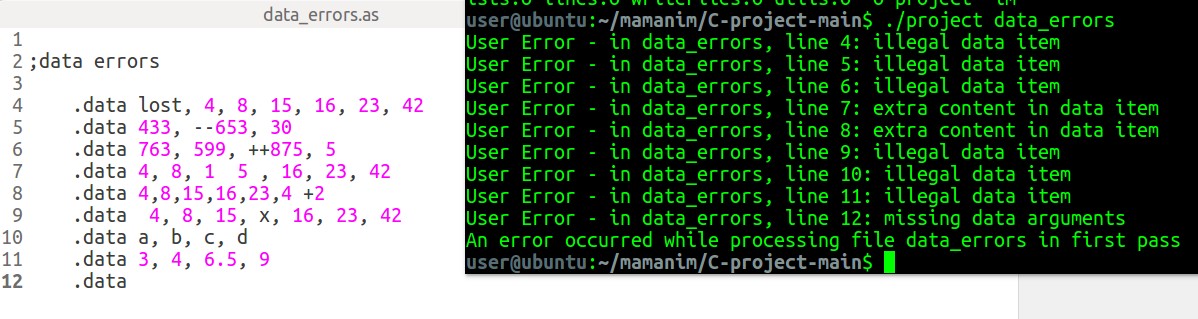 data_errors.as
1
2 ;data errors
3
4 .data lost, 4, 8, 15, 16, 23, 42
5 .data 433, --653, 30
6 .data 763, 599, ++875, 5
7 .data 4, 8, 1  5 , 16, 23, 42
8 .data 4,8,15,16,23,4 +2
9 .data  4, 8, 15, x, 16, 23, 42
10 .data a, b, c, d
11 .data 3, 4, 6.5, 9
12 .data
user@ubuntu:~/mamanim/C-project-main$ ./project data_errors
User Error - in data_errors, line 4: illegal data item
User Error - in data_errors, line 5: illegal data item
User Error - in data_errors, line 6: illegal data item
User Error - in data_errors, line 7: extra content in data item
User Error - in data_errors, line 8: extra content in data item
User Error - in data_errors, line 9: illegal data item
User Error - in data_errors, line 10: illegal data item
User Error - in data_errors, line 11: illegal data item
User Error - in data_errors, line 12: missing data arguments
An error occurred while processing file data_errors in first pass
user@ubuntu:~/mamanim/C-project-main$